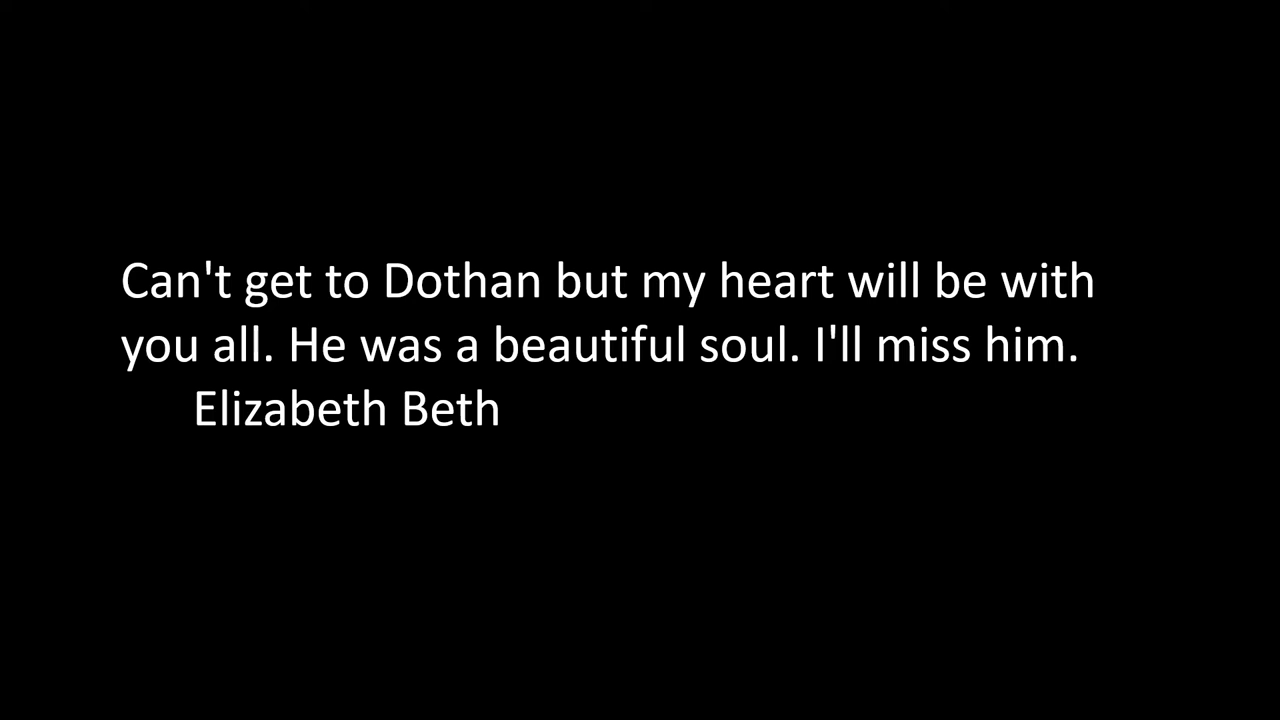 Can't get to Dothan but my heart will be with
you all. He was a beautiful soul. I'll miss him.
Elizabeth Beth